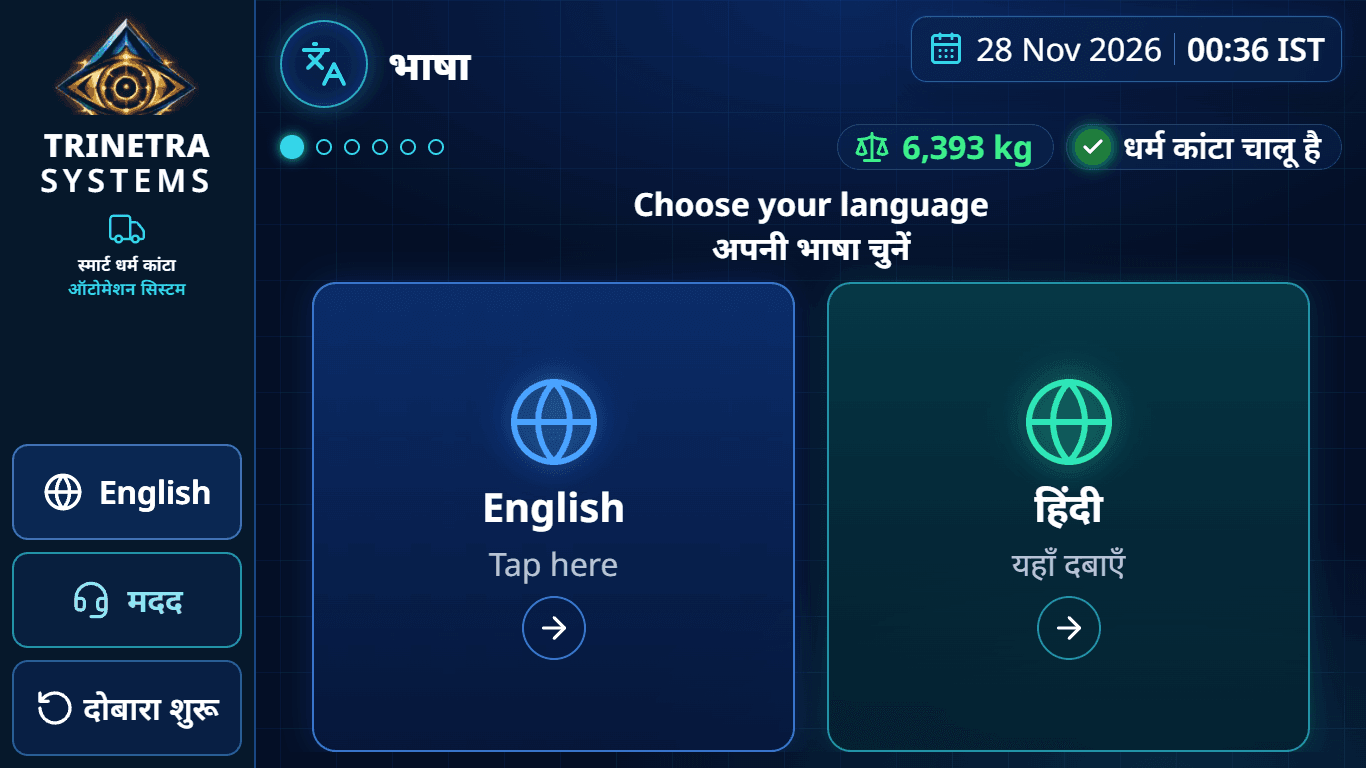 TRINETRA
SYSTEMS
स्मार्ट धर्म कांटा
ऑटोमेशन सिस्टम
English
मदद
दोबारा शुरू
भाषा
28 Nov 2026
00:36 IST
6,393 kg
धर्म कांटा चालू है
Choose your language
अपनी भाषा चुनें
English
Tap here
हिंदी
यहाँ दबाएँ